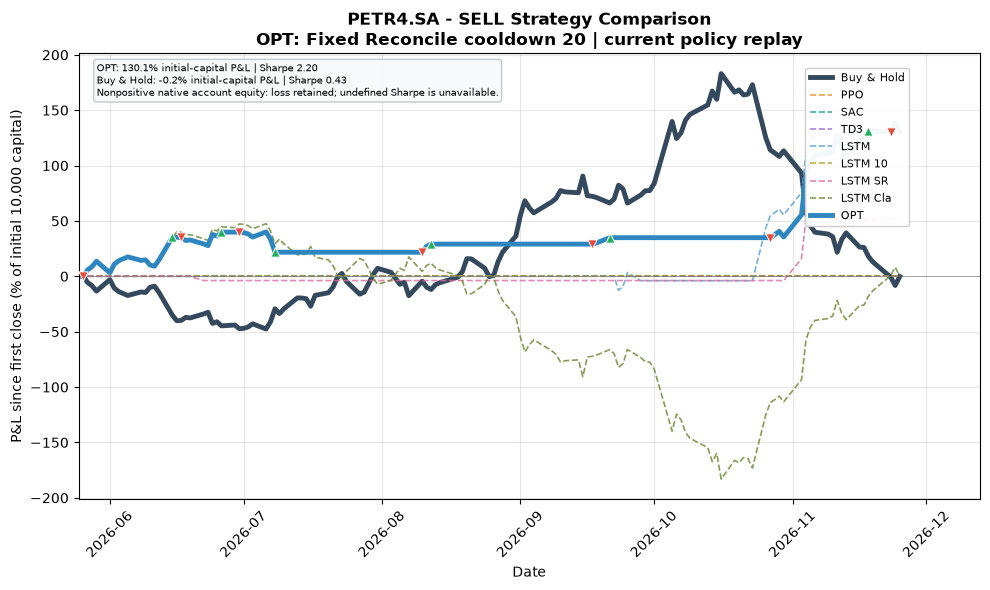 PETR4.SA - SELL Strategy Comparison
OPT: Fixed Reconcile cooldown 20 | current policy replay
OPT: 130.1% initial-capital P&L | Sharpe 2.20
Buy & Hold: -0.2% initial-capital P&L | Sharpe 0.43
Nonpositive native account equity: loss retained; undefined Sharpe is unavailable.
Buy & Hold
PPO
SAC
TD3
LSTM
LSTM 10
LSTM SR
LSTM Cla
OPT
P&L since first close (% of initial 10,000 capital)
200
150
100
50
0
−50
−100
−150
−200
2026-06
2026-07
2026-08
2026-09
2026-10
2026-11
2026-12
Date